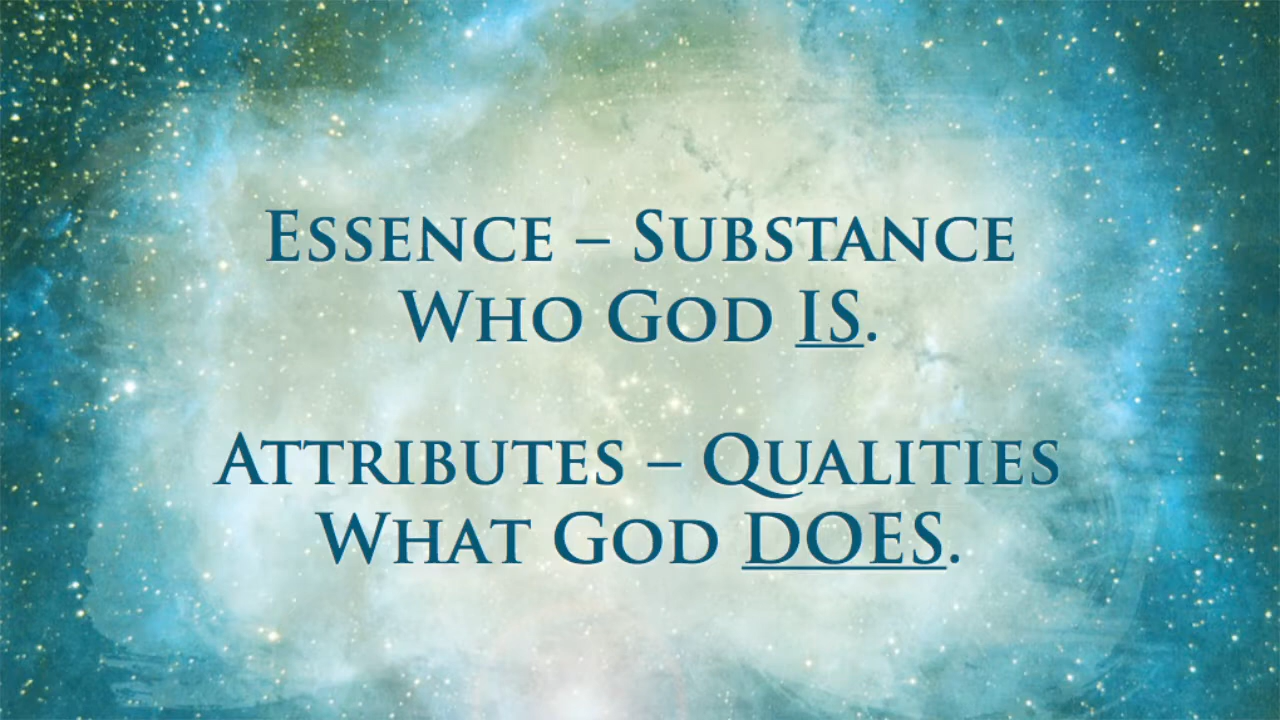 Essence – Substance
Who God IS.
Attributes – Qualities
What God DOES.